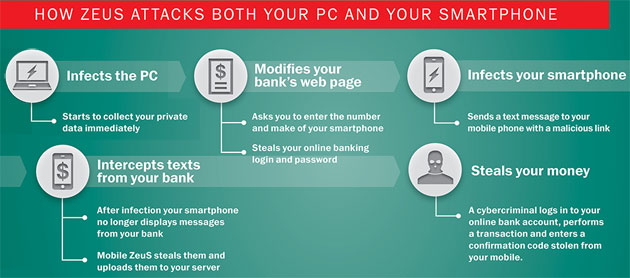 HOW ZEUS ATTACKS BOTH YOUR PC AND YOUR SMARTPHONE
Infects the PC
Starts to collect your private
data immediately
$
Modifies your
bank's web page
Asks you to enter the number
and make of your smartphone
Steals your online banking
login and password
Infects your smartphone
Sends a text message to your
mobile phone with a malicious link
$
Intercepts texts
from your bank
After infection your smartphone
no longer displays messages
from your bank
Mobile ZeuS steals them and
uploads them to your server
Steals your money
A cybercriminal logs in to your
online bank account, performs
a transaction and enters a
confirmation code stolen from
your mobile.